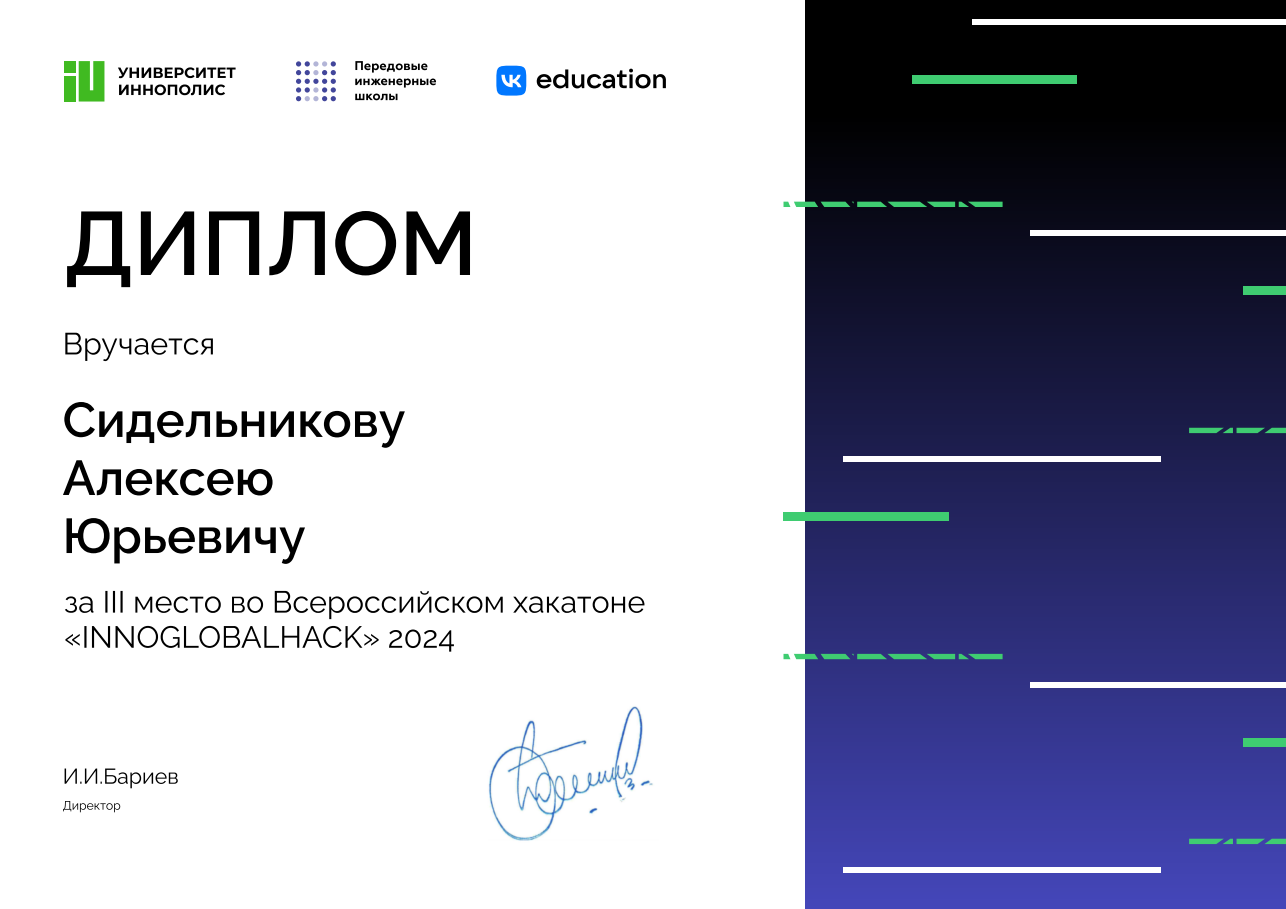 УНИВЕРСИТЕТ
ИННОПОЛИС
Передовые
инженерные
школы
VK education
ДИПЛОМ
Вручается
Сидельникову
Алексею
Юрьевичу
за III место во Всероссийском хакатоне
«INNOGLOBALHACK» 2024
И.И.Бариев
Директор